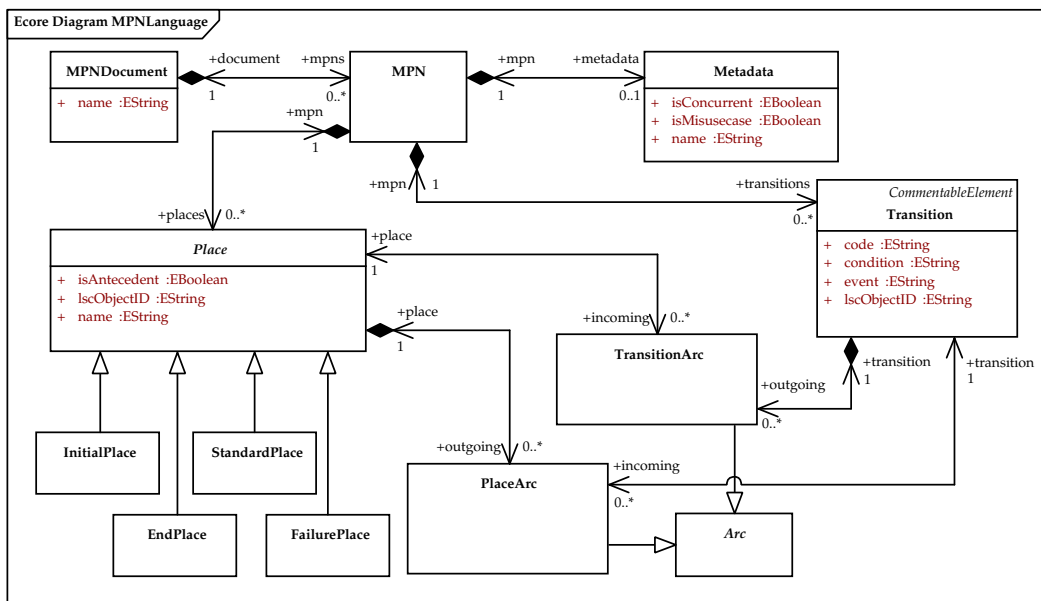 Ecore Diagram MPNLanguage
MPNDocument
+ name :EString
+document
1
+mpns
0..*
MPN
+mpn
1
+metadata
0..1
Metadata
+ isConcurrent :EBoolean
+ isMisusecase :EBoolean
+ name :EString
+mpn
1
+places
0..*
+mpn
1
+transitions
0..*
CommentableElement
Transition
+ code :EString
+ condition :EString
+ event :EString
+ lscObjectID :EString
Place
+ isAntecedent :EBoolean
+ lscObjectID :EString
+ name :EString
+place
1
+incoming
0..*
+place
1
+outgoing
0..*
TransitionArc
+outgoing
0..*
+transition
1
+transition
1
InitialPlace
StandardPlace
EndPlace
FailurePlace
PlaceArc
+incoming
0..*
Arc